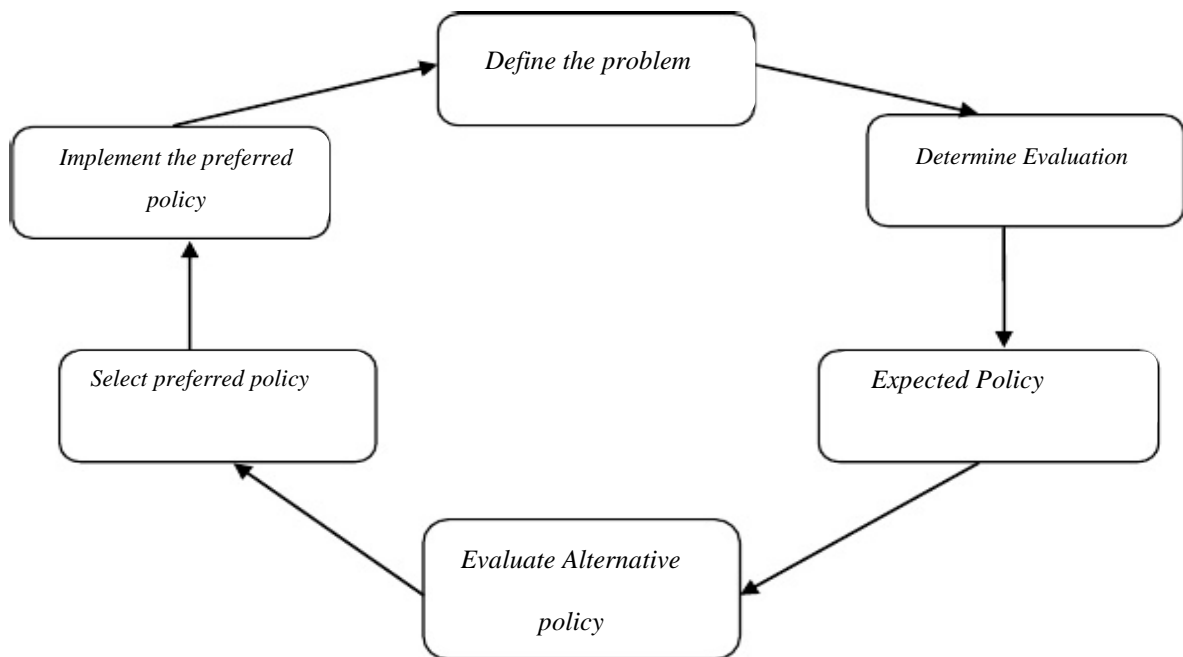 Define the problem
Determine Evaluation
Expected Policy
Evaluate Alternative
policy
Select preferred policy
Implement the preferred
policy